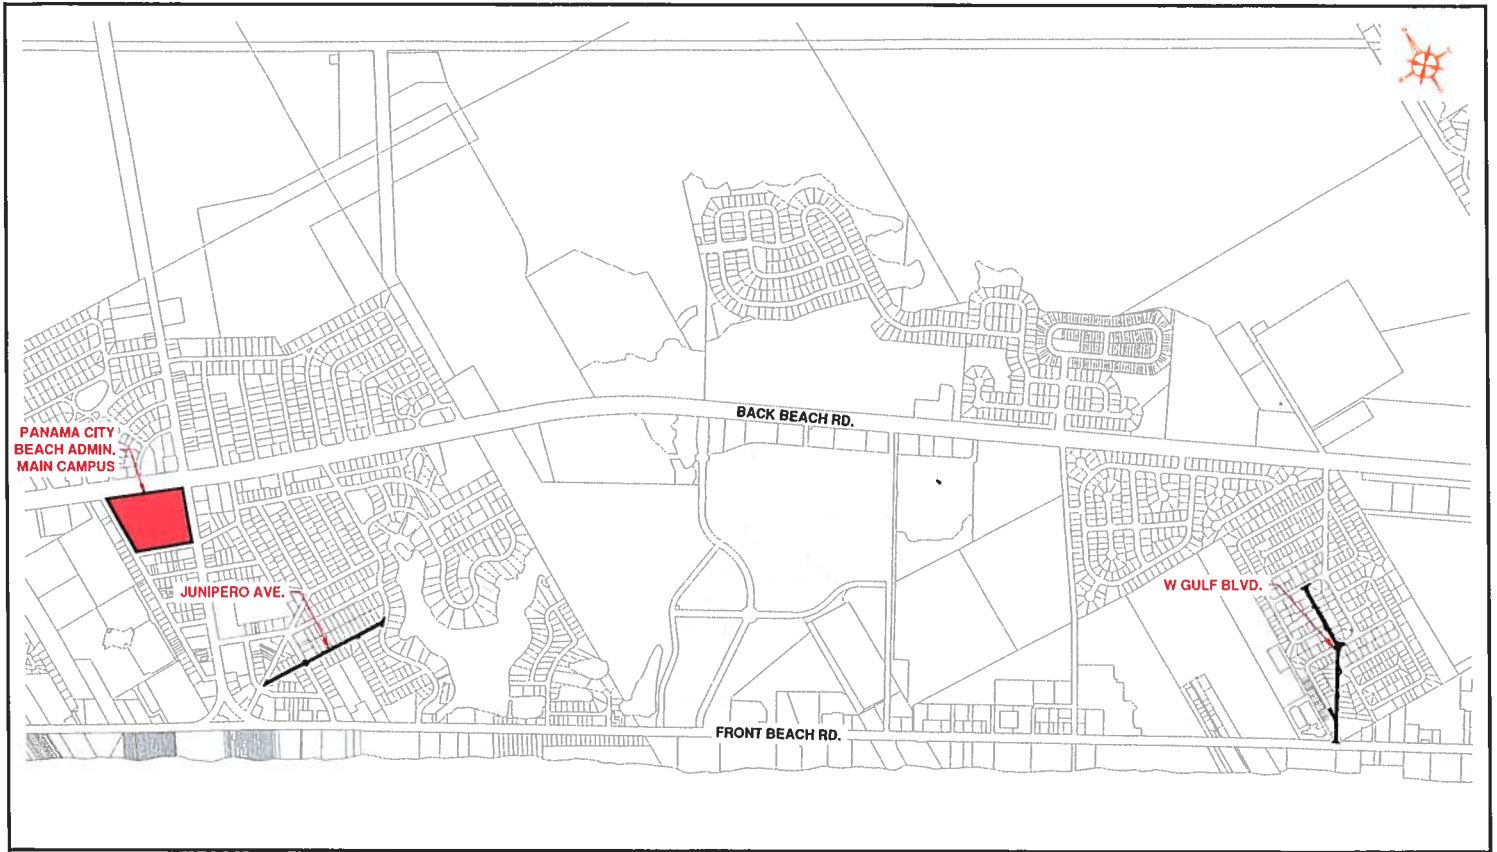 BACK BEACH RD.
PANAMA CITY
BEACH ADMIN.
MAIN CAMPUS
JUNIPERO AVE.
W GULF BLVD.
FRONT BEACH RD.